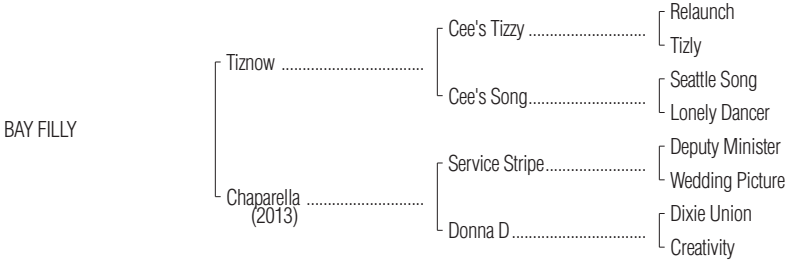 Relaunch
Cee's Tizzy ..............................
Tizly
Tiznow ....................................
Seattle Song
Cee's Song..............................
Lonely Dancer
BAY FILLY
Deputy Minister
Service Stripe..........................
Wedding Picture
Chaparella ..............................
(2013)
Dixie Union
Donna D ..................................
Creativity